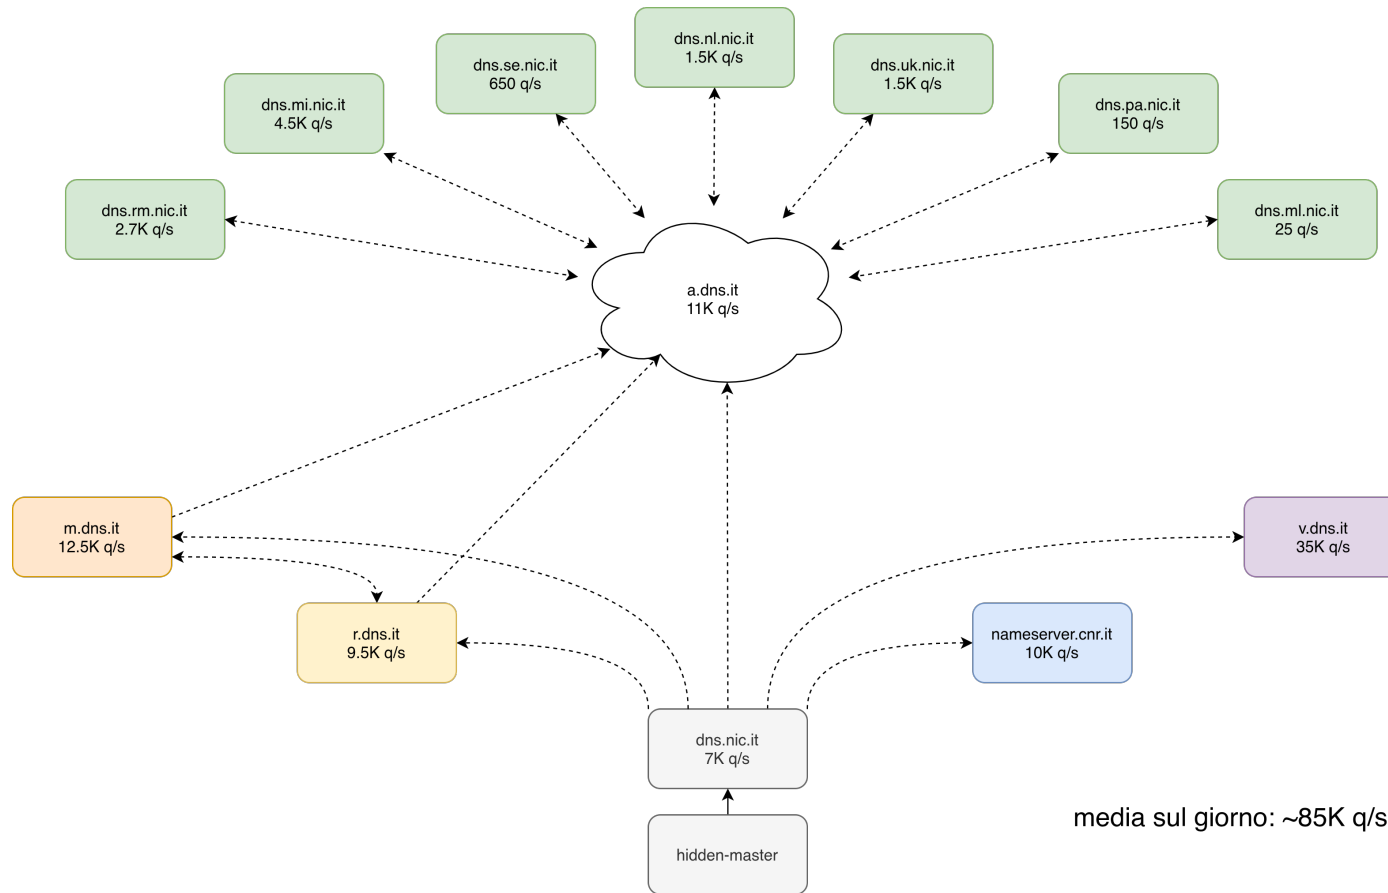 dns.nl.nic.it
1.5K q/s
dns.se.nic.it
650 q/s
dns.uk.nic.it
1.5K q/s
dns.mi.nic.it
4.5K q/s
dns.pa.nic.it
150 q/s
dns.rm.nic.it
2.7K q/s
dns.ml.nic.it
25 q/s
a.dns.it
11K q/s
m.dns.it
12.5K q/s
v.dns.it
35K q/s
r.dns.it
9.5K q/s
nameserver.cnr.it
10K q/s
dns.nic.it
7K q/s
media sul giorno: ~85K q/s
hidden-master